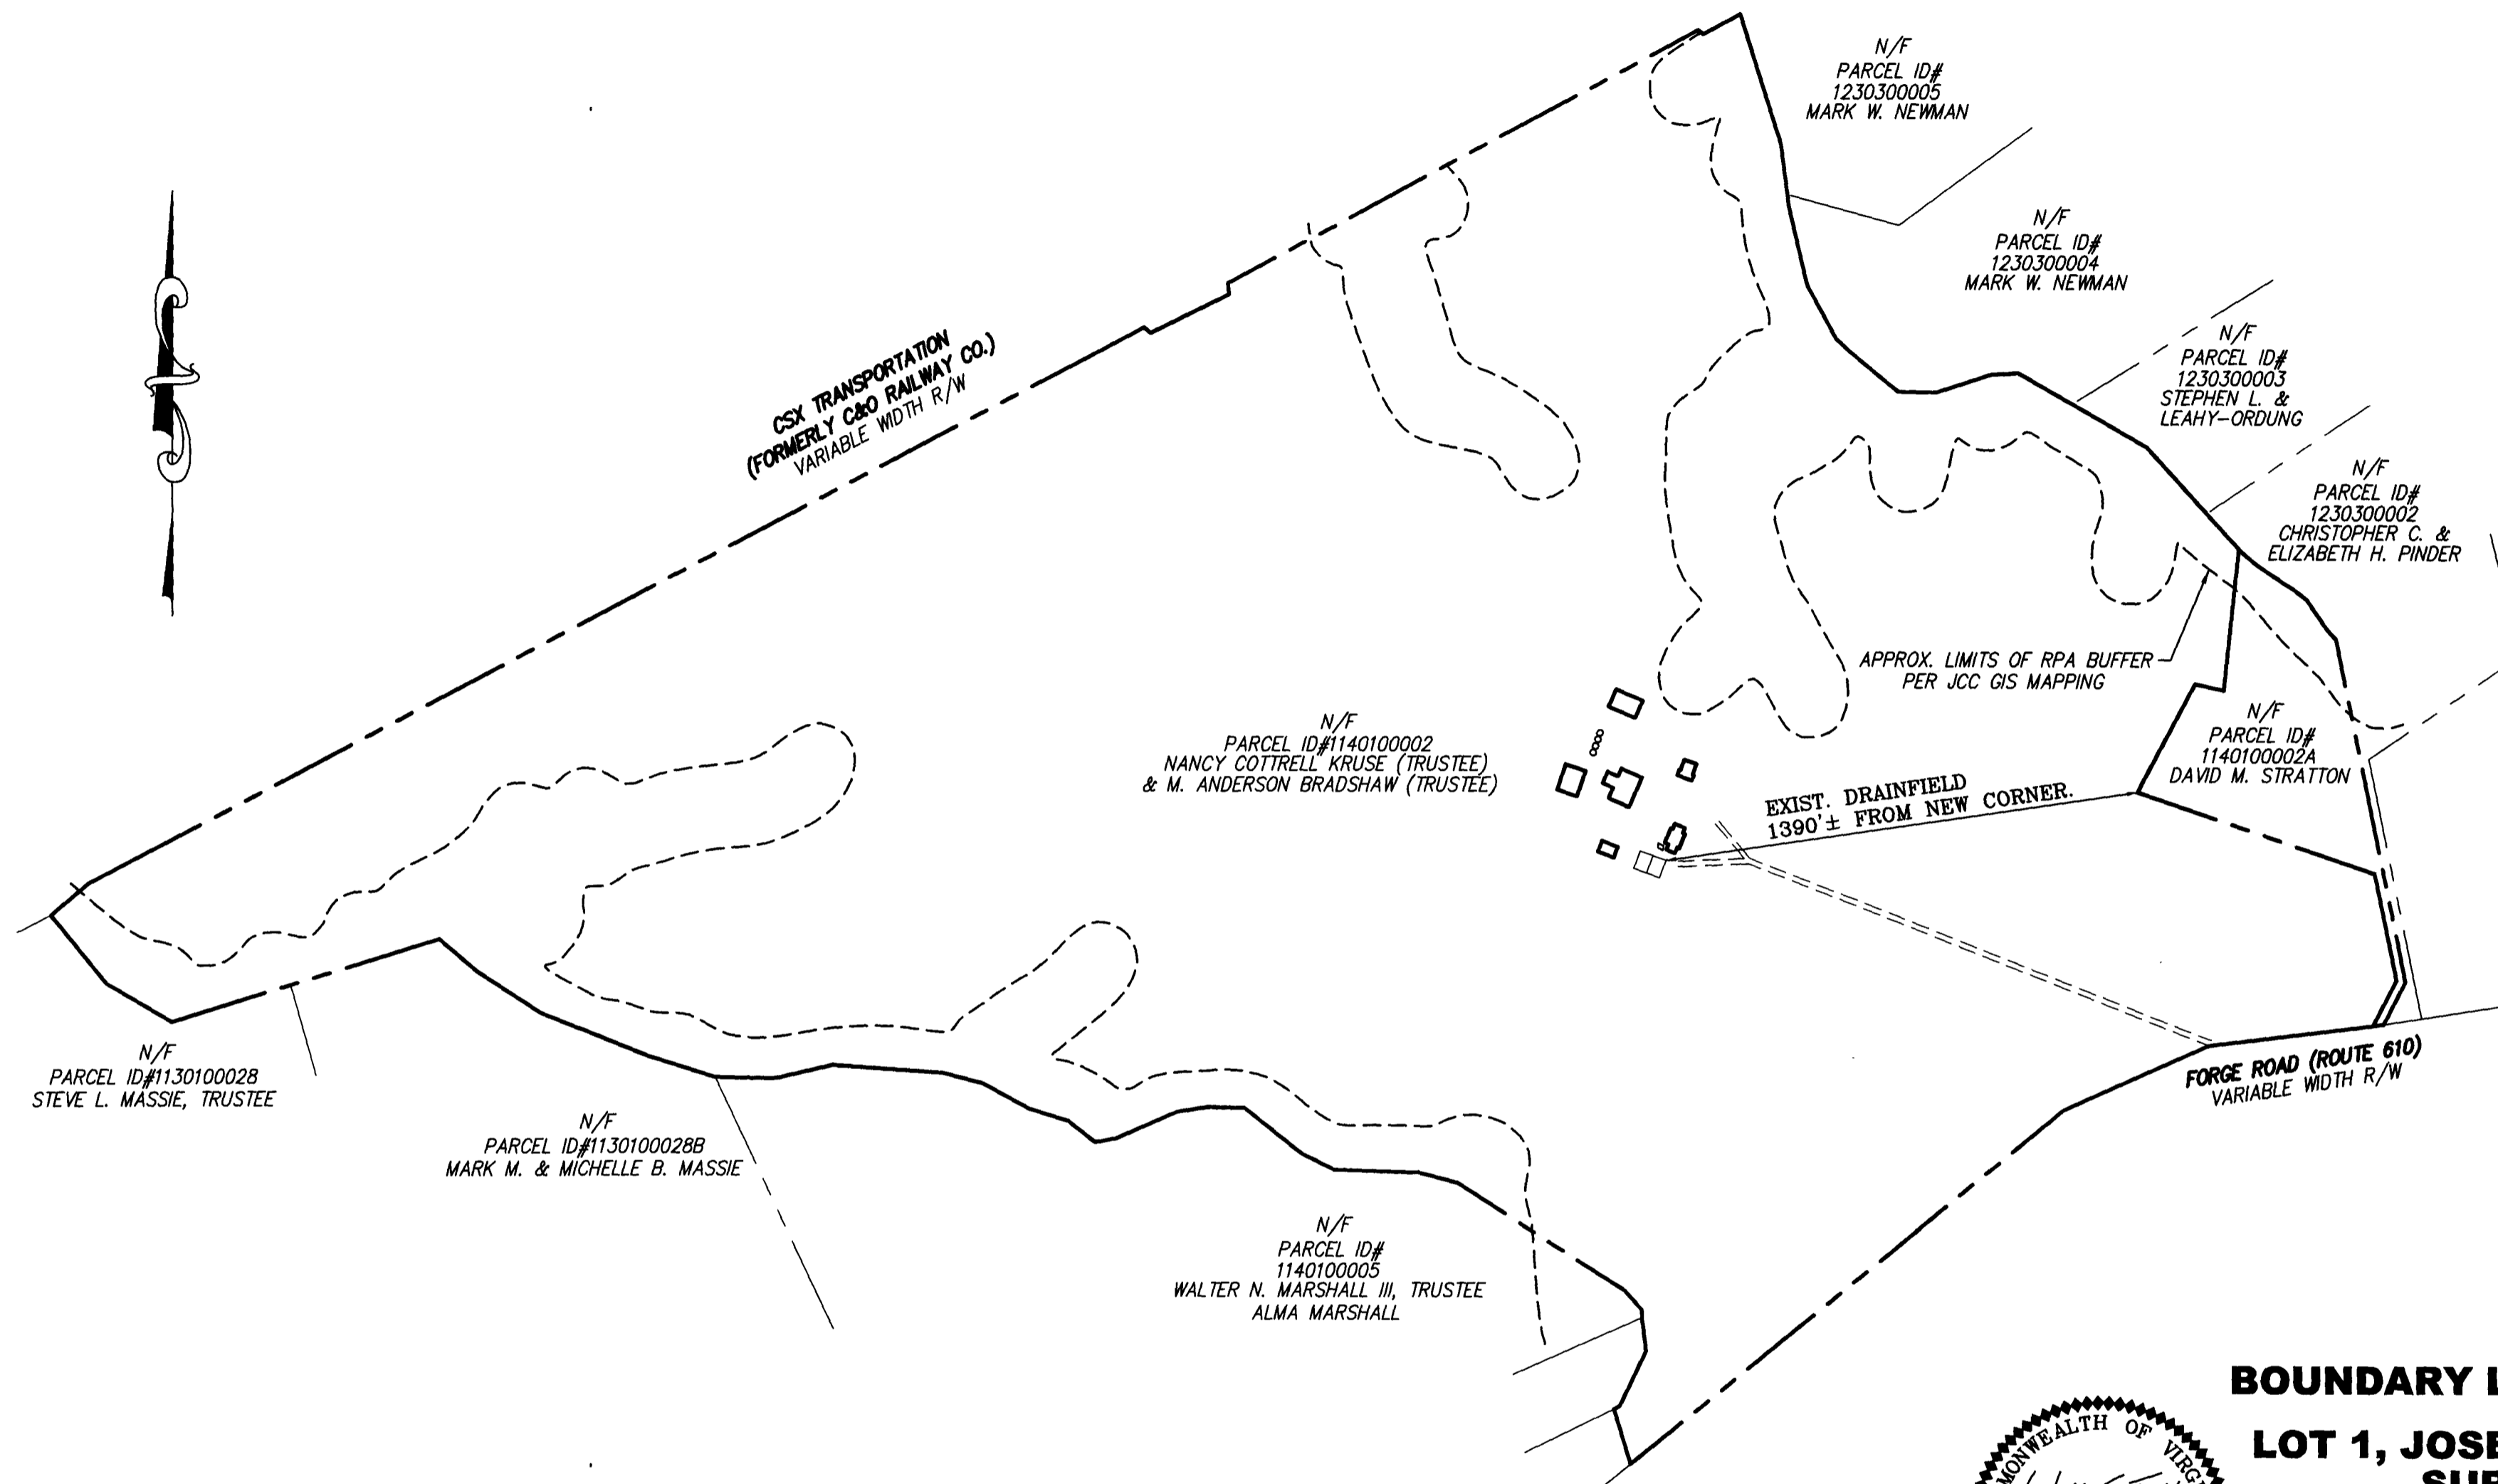 N/F
PARCEL ID#
1230300005
MARK W. NEWMAN
N/F
PARCEL ID#
1230300004
MARK W. NEWMAN
N/F
PARCEL ID#
1230300003
STEPHEN L. &
LEAHY-ORDUNG
CSX TRANSPORTATION
(FORMERLY C&O RAILWAY CO.)
VARIABLE WIDTH R/W
N/F
PARCEL ID#
1230300002
CHRISTOPHER C. &
ELIZABETH H. PINDER
APPROX. LIMITS OF RPA BUFFER
PER JCC GIS MAPPING
N/F
PARCEL ID#1140100002
NANCY COTTRELL KRUSE (TRUSTEE)
& M. ANDERSON BRADSHAW (TRUSTEE)
N/F
PARCEL ID#
1140100002A
DAVID M. STRATTON
EXIST. DRAINFIELD
1390'± FROM NEW CORNER.
N/F
PARCEL ID#1130100028
STEVE L. MASSIE, TRUSTEE
FORGE ROAD (ROUTE 610)
VARIABLE WIDTH R/W
N/F
PARCEL ID#1130100028B
MARK M. & MICHELLE B. MASSIE
N/F
PARCEL ID#
1140100005
WALTER N. MARSHALL III, TRUSTEE
ALMA MARSHALL
BOUNDARY L
LOT 1, JOSE
MONWEALTH OF VIRG